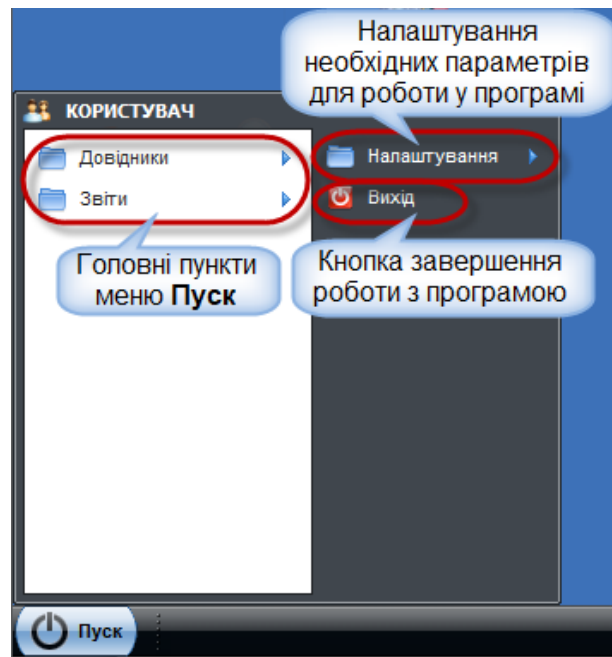 Налаштування
необхідних параметрів
для роботи у програмі
КОРИСТУВАЧ
Довідники
Звіти
Налаштування
Вихід
Головні пункти
меню Пуск
Кнопка завершення
роботи з програмою
Пуск